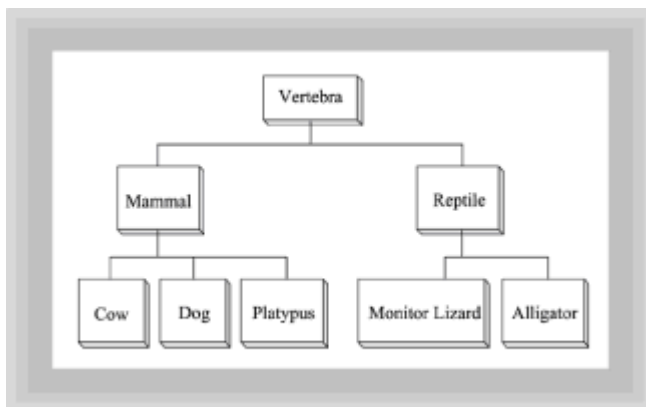 Vertebra
Mammal
Reptile
Cow
Dog
Platypus
Monitor Lizard
Alligator